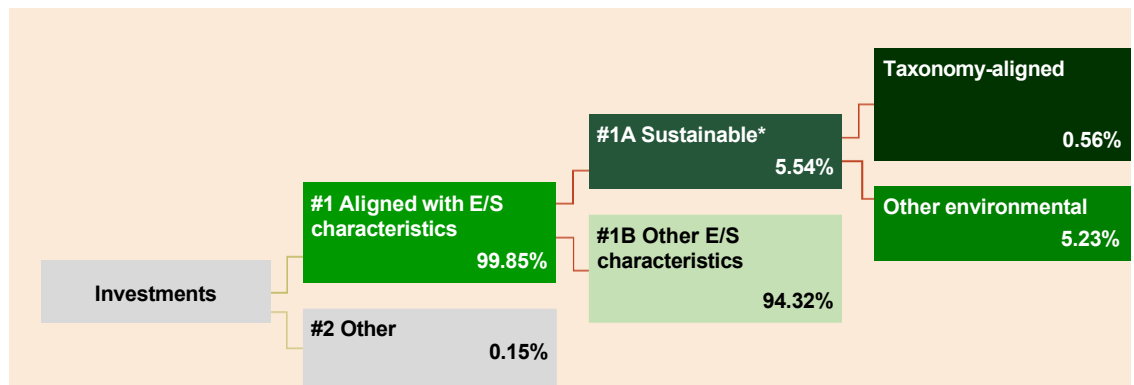 Investments
#1 Aligned with E/S
characteristics
99.85%
#2 Other
0.15%
#1A Sustainable*
5.54%
#1B Other E/S
characteristics
94.32%
Taxonomy-aligned
0.56%
Other environmental
5.23%